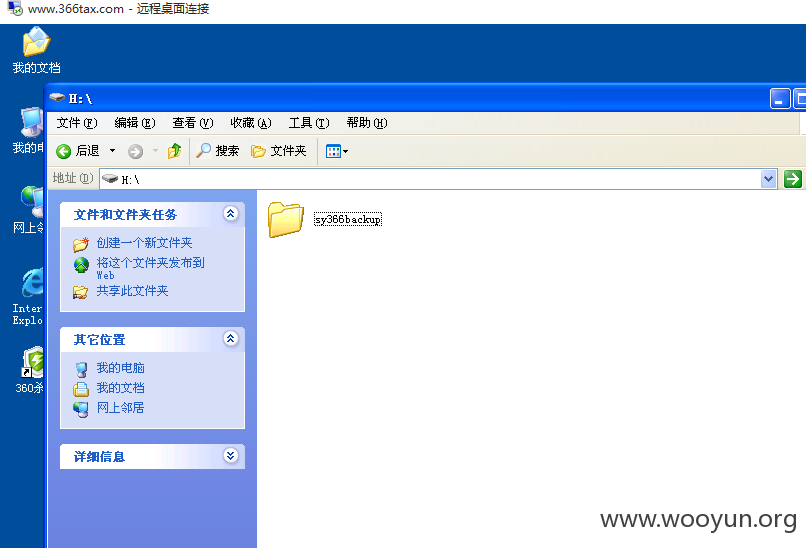 www.366tax.com - 远程桌面连接
我的文档
H:\
文件(F) 编辑(E) 查看(V) 收藏(A) 工具(T) 帮助(H)
后退 搜索 文件夹
地址(D) H:\
我的电
网上邻
Inter
Explo
360杀
文件和文件夹任务
创建一个新文件夹
将这个文件夹发布到
Web
共享此文件夹
其它位置
我的电脑
我的文档
网上邻居
详细信息
sy366backup
www.wooyun.org